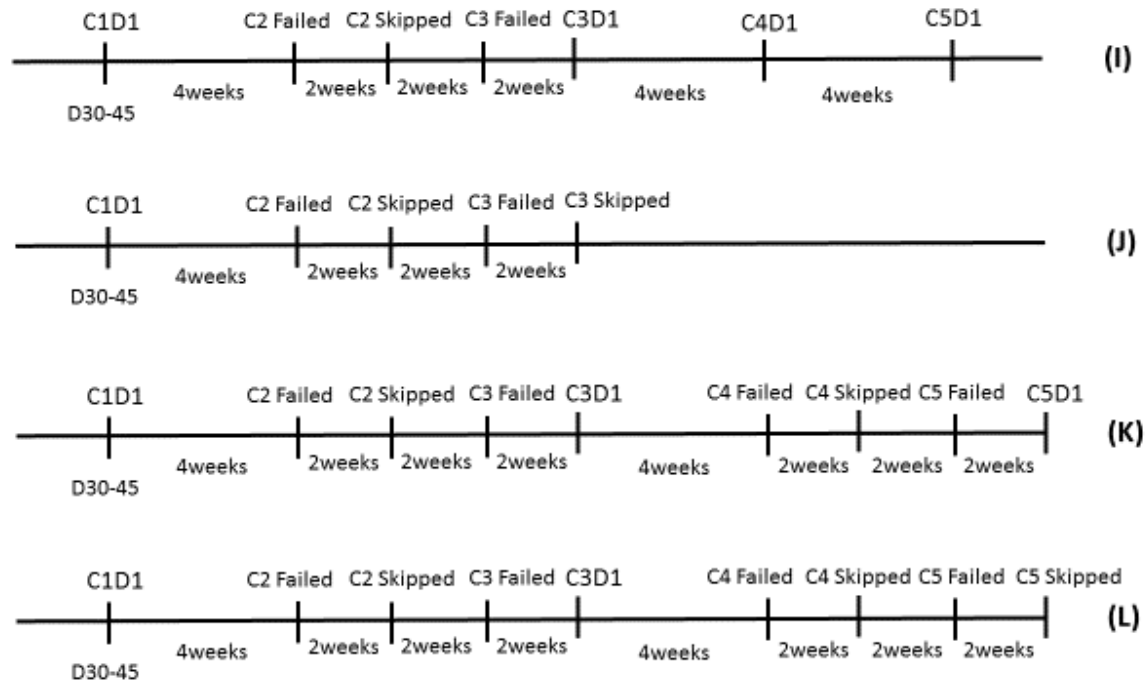 C1D1 C2 Failed C2 Skipped C3 Failed C3D1 C4D1 C5D1
(I)
4weeks 2weeks 2weeks 2weeks 4weeks 4weeks
D30-45
C1D1 C2 Failed C2 Skipped C3 Failed C3 Skipped
(J)
4weeks 2weeks 2weeks 2weeks
D30-45
C1D1 C2 Failed C2 Skipped C3 Failed C3D1 C4 Failed C4 Skipped C5 Failed C5D1
(K)
4weeks 2weeks 2weeks 2weeks 4weeks 2weeks 2weeks 2weeks
D30-45
C1D1 C2 Failed C2 Skipped C3 Failed C3D1 C4 Failed C4 Skipped C5 Failed C5 Skipped
(L)
4weeks 2weeks 2weeks 2weeks 4weeks 2weeks 2weeks 2weeks
D30-45